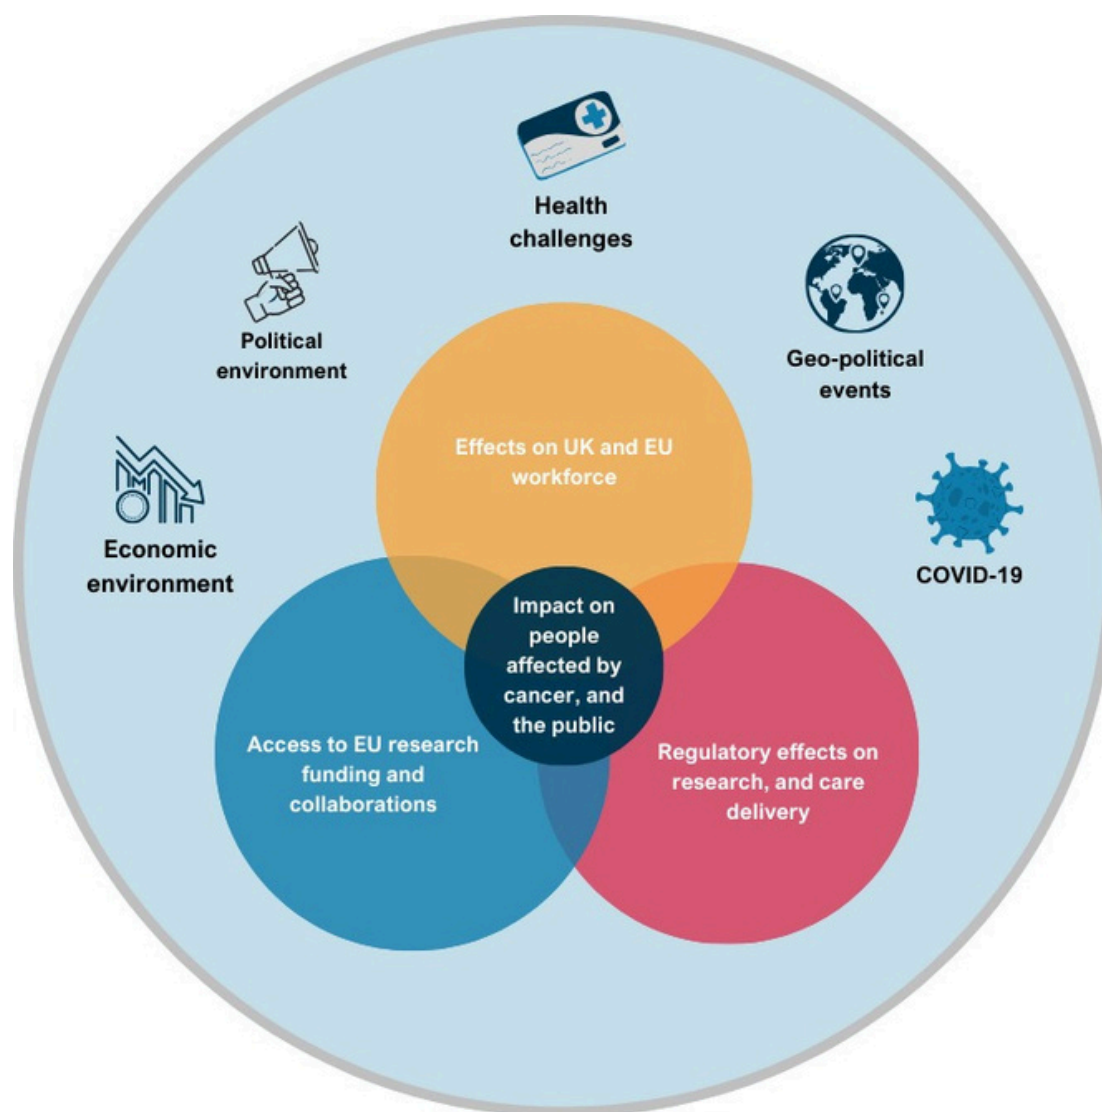 Health
challenges
Political
environment
Geo-political
events
Economic
environment
COVID-19
Effects on UK and EU
workforce
Impact on
people
affected by
cancer, and
the public
Access to EU research
funding and
collaborations
Regulatory effects on
research, and care
delivery